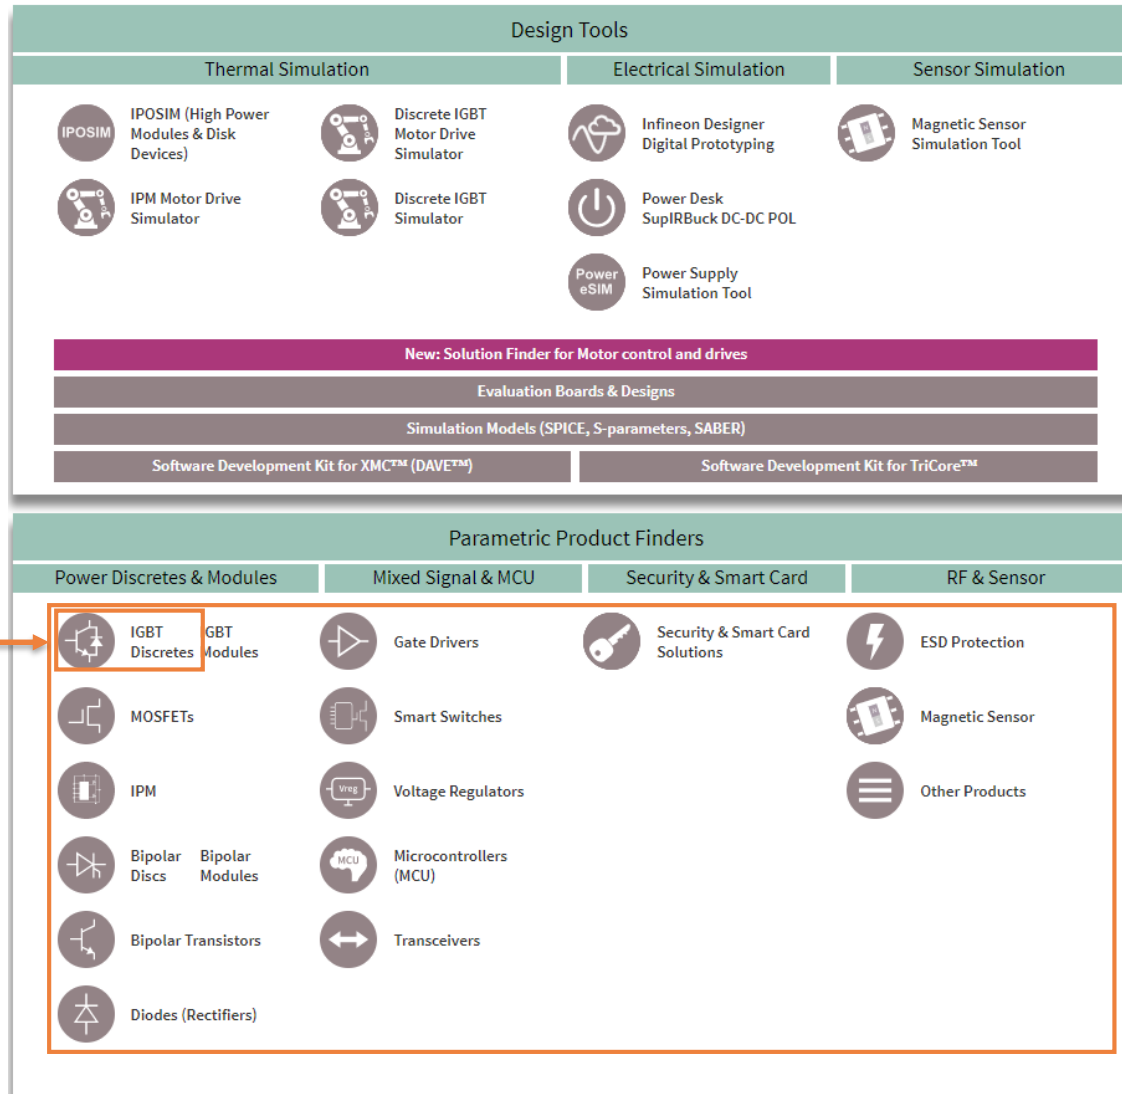 Design Tools
Thermal Simulation
Electrical Simulation
Sensor Simulation
IPOSIM
IPOSIM (High Power
Modules & Disk
Devices)
Discrete IGBT
Motor Drive
Simulator
Infineon Designer
Digital Prototyping
Magnetic Sensor
Simulation Tool
IPM Motor Drive
Simulator
Discrete IGBT
Simulator
Power Desk
SupIRBuck DC-DC POL
Power
eSIM
Power Supply
Simulation Tool
New: Solution Finder for Motor control and drives
Evaluation Boards & Designs
Simulation Models (SPICE, S-parameters, SABER)
Software Development Kit for XMC™ (DAVE™)
Software Development Kit for TriCore™
Parametric Product Finders
Power Discretes & Modules
Mixed Signal & MCU
Security & Smart Card
RF & Sensor
IGBT
Discretes
IGBT
Modules
Gate Drivers
Security & Smart Card
Solutions
ESD Protection
MOSFETs
Smart Switches
Magnetic Sensor
IPM
Vreg
Voltage Regulators
Other Products
Bipolar
Discs
Bipolar
Modules
MCU
Microcontrollers
(MCU)
Bipolar Transistors
Transceivers
Diodes (Rectifiers)